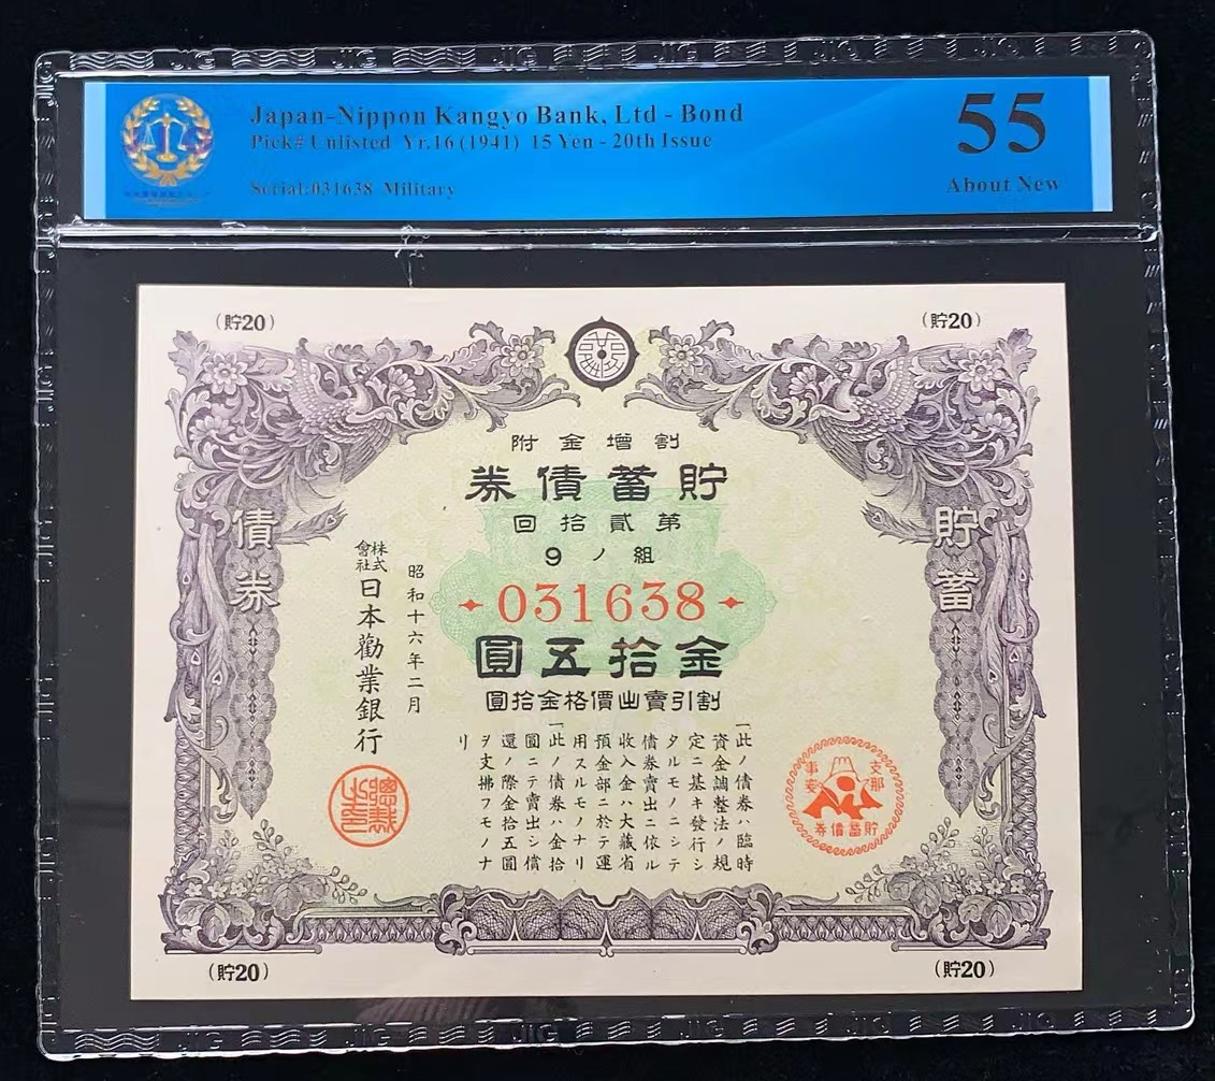 Japan-Nippon Kangyo Bank, Ltd - Bond
Pick# Unlisted Yr.16 (1941) 15 Yen - 20th Issue
Serial:031638 Military
55
About New
(貯20)
(貯20)
割增金附
貯蓄債券
第貳拾回
組ノ9
031638
金拾五圓
割引賣出價格金拾圓
貯蓄
債券
一此ノ債券ハ臨時
資金調整法ノ規
定ニ基キ發行シ
タルモノニシテ
債券賣出ニ依ル
收入金ハ大藏省
預金部ニ於テ運
用スルモノナリ
一此ノ債券ハ金拾
圓ニテ賣出シ償
還ノ際金拾五圓
ヲ支拂フモノナ
リ
昭和十六年二月
株式會社日本勸業銀行
支那
事變
貯蓄債券
(貯20)
(貯20)
JIG